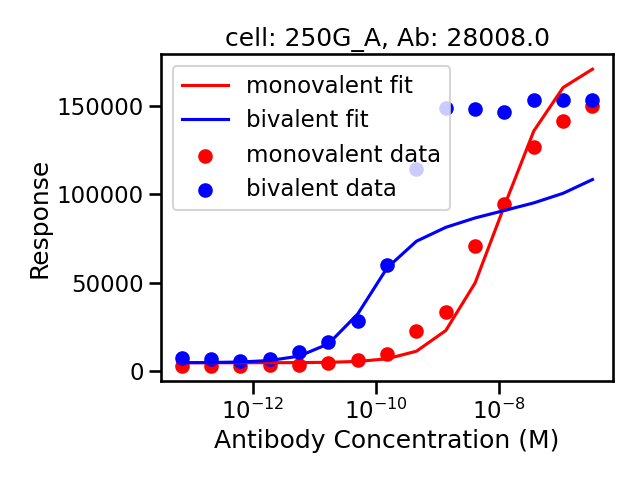 cell: 250G_A, Ab: 28008.0
monovalent fit
bivalent fit
monovalent data
bivalent data
Response
150000
100000
50000
0
10⁻¹² 10⁻¹⁰ 10⁻⁸
Antibody Concentration (M)